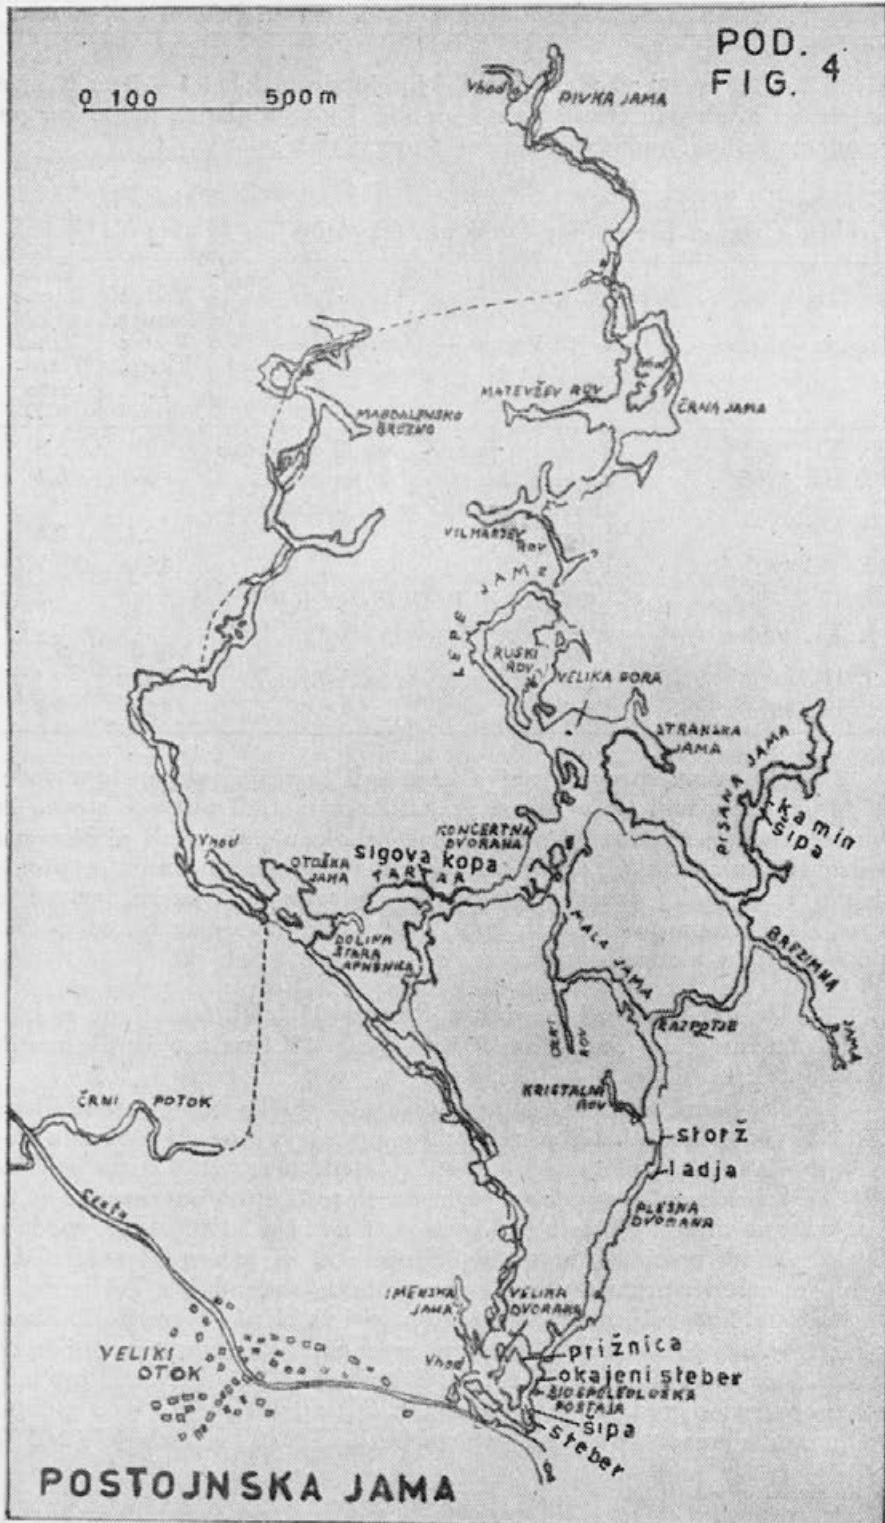 POD.
FIG. 4
0 100 500 m
Vhod
PIVKA JAMA
Vhod
MATEVŽEV ROV
ČRNA JAMA
MAGDALENSKO
BREZNO
VILHARJEV
ROV
LEPE JAME
RUSKI
ROV
VELIKA GORA
STRANSKA
JAMA
PISANA JAMA
kamin
šipa
KONCERTNA
DVORANA
sigova kopa
TARTAR
Vhod
OTOŠKA
JAMA
DOLINA
STARA
APNENICA
MALA JAMA
BREZIMNA
JAMA
RAZPOTJE
ČRNI
ROV
KRISTALNI
ROV
storž
ladja
PLESNA
DVORANA
ČRNI POTOK
Cesta
IMENSKA
JAMA
VELIKA
DVORANA
Vhod
prižnica
okajeni steber
BIOSPELEOLOŠKA
POSTAJA
šipa
steber
VELIKI
OTOK
POSTOJNSKA JAMA